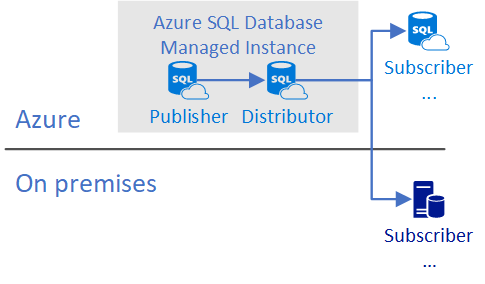 Azure SQL Database
Managed Instance
SQL
SQL
Publisher
Distributor
SQL
Subscriber
...
Azure
On premises
Subscriber
...